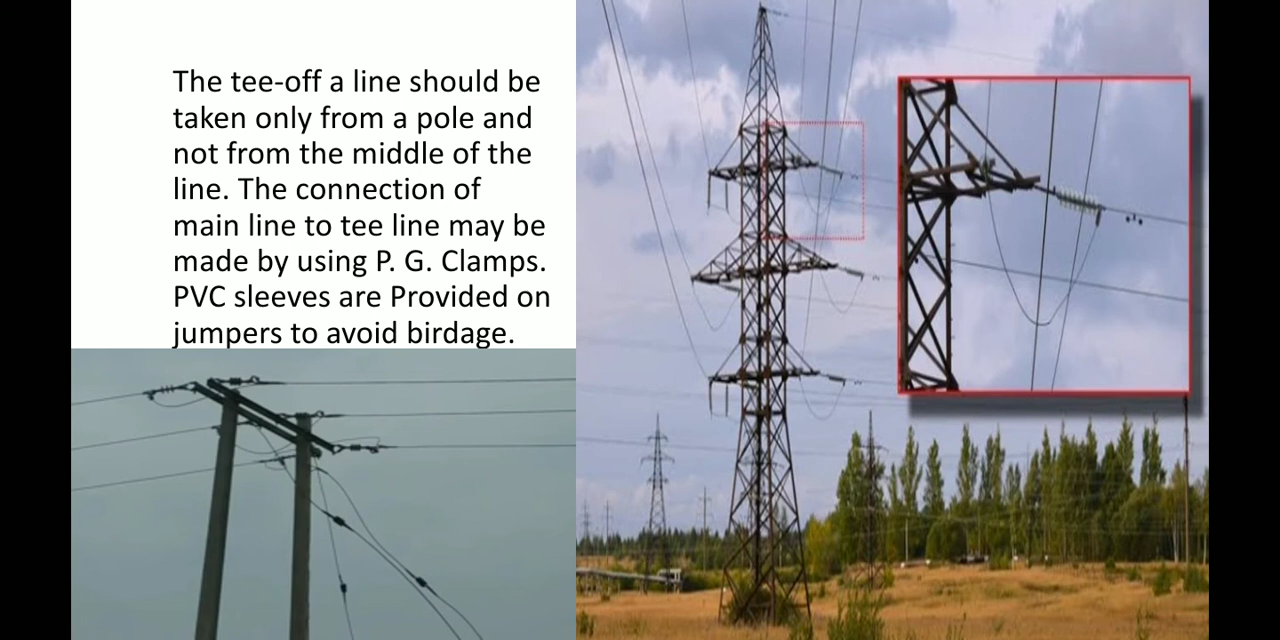 The tee-off a line should be
taken only from a pole and
not from the middle of the
line. The connection of
main line to tee line may be
made by using P. G. Clamps.
PVC sleeves are Provided on
jumpers to avoid birdage.